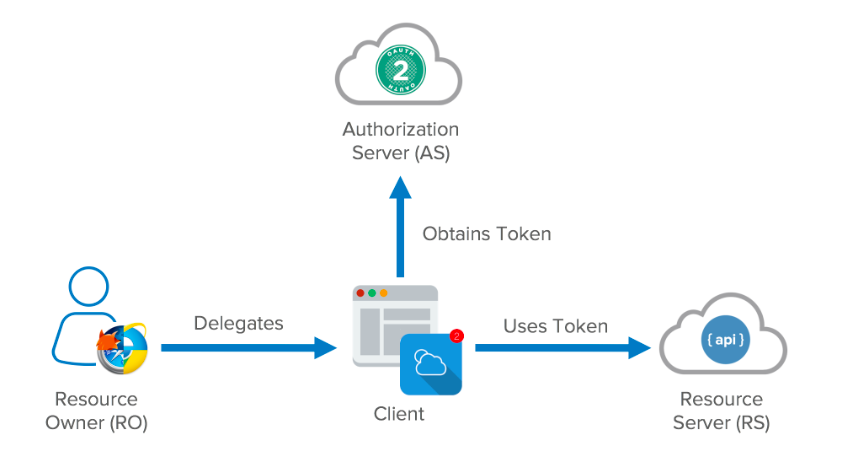 OAUTH
2
OAUTH
Authorization
Server (AS)
Obtains Token
Delegates
2
Uses Token
{ api }
Client
Resource
Owner (RO)
Resource
Server (RS)